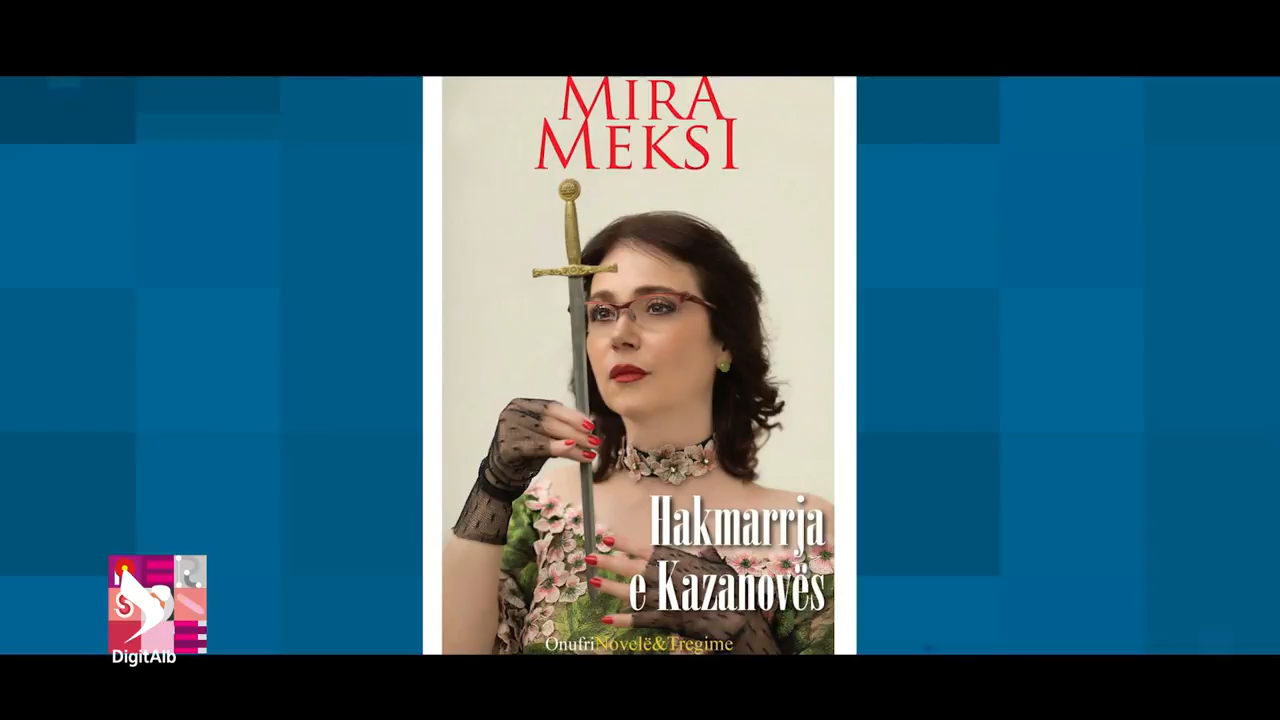 MIRA
MEKSI
Hakmarrja
e Kazanovës
OnufriNovelë&Tregime
DigitAlb